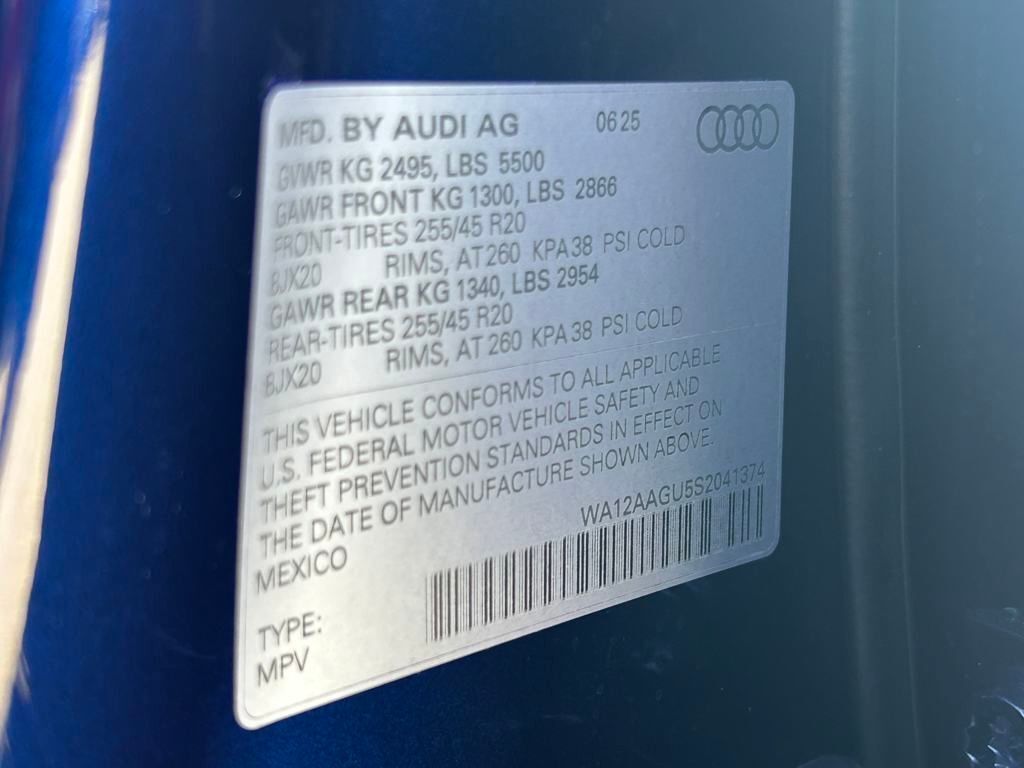 MFD. BY AUDI AG 0625
GVWR KG 2495, LBS 5500
GAWR FRONT KG 1300, LBS 2866
FRONT-TIRES 255/45 R20
8JX20 RIMS, AT 260 KPA 38 PSI COLD
GAWR REAR KG 1340, LBS 2954
REAR-TIRES 255/45 R20
8JX20 RIMS, AT 260 KPA 38 PSI COLD
THIS VEHICLE CONFORMS TO ALL APPLICABLE
U.S. FEDERAL MOTOR VEHICLE SAFETY AND
THEFT PREVENTION STANDARDS IN EFFECT ON
THE DATE OF MANUFACTURE SHOWN ABOVE.
MEXICO WA12AAGU5S2041374
TYPE:
MPV